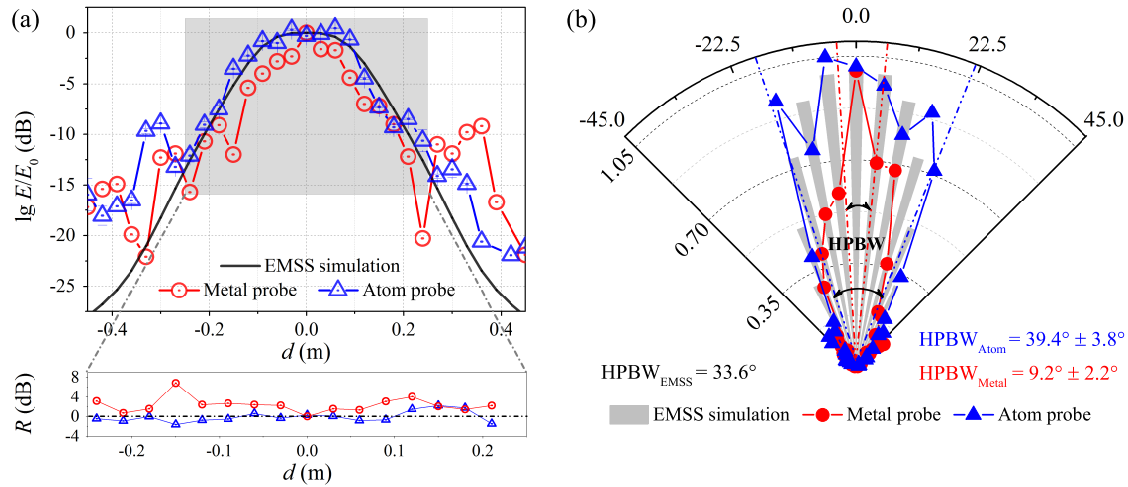 (a)
0
-5
-10
-15
-20
-25
lg E/E0 (dB)
EMSS simulation
Metal probe
Atom probe
-0.4
-0.2
0.0
0.2
0.4
d (m)
8
4
0
-4
R (dB)
-0.2
-0.1
0.0
0.1
0.2
d (m)
(b)
0.0
-22.5
22.5
-45.0
45.0
1.05
0.70
0.35
HPBW
HPBWEMSS = 33.6°
HPBWAtom = 39.4° ± 3.8°
HPBWMetal = 9.2° ± 2.2°
EMSS simulation
Metal probe
Atom probe